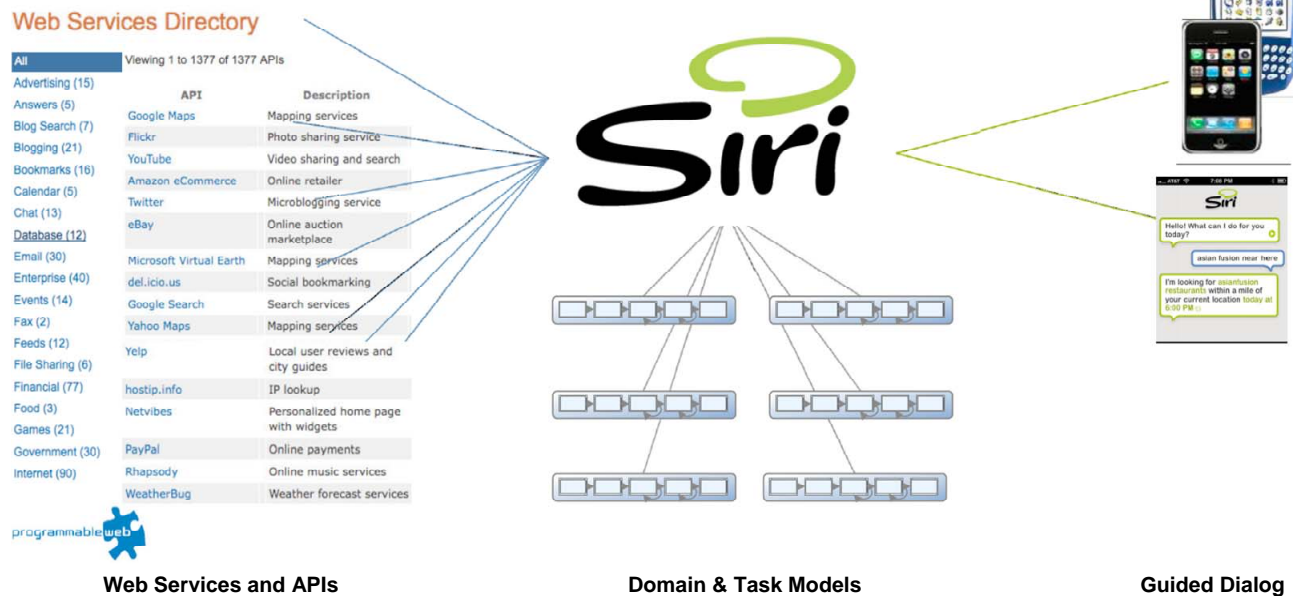 Web Services Directory
All
Viewing 1 to 1377 of 1377 APIs
Advertising (15)
Answers (5)
Blog Search (7)
Blogging (21)
Bookmarks (16)
Calendar (5)
Chat (13)
Database (12)
Email (30)
Enterprise (40)
Events (14)
Fax (2)
Feeds (12)
File Sharing (6)
Financial (77)
Food (3)
Games (21)
Government (30)
Internet (90)
API Description
Google Maps Mapping services
Flickr Photo sharing service
YouTube Video sharing and search
Amazon eCommerce Online retailer
Twitter Microblogging service
eBay Online auction
marketplace
Microsoft Virtual Earth Mapping services
del.icio.us Social bookmarking
Google Search Search services
Yahoo Maps Mapping services
Yelp Local user reviews and
city guides
hostip.info IP lookup
Netvibes Personalized home page
with widgets
PayPal Online payments
Rhapsody Online music services
WeatherBug Weather forecast services
programmableweb
Siri
AT&T 7:00 PM
Siri
Hello! What can I do for you
today?
asian fusion near here
I'm looking for asianfusion
restaurants within a mile of
your current location today at
6:00 PM
Web Services and APIs
Domain & Task Models
Guided Dialog